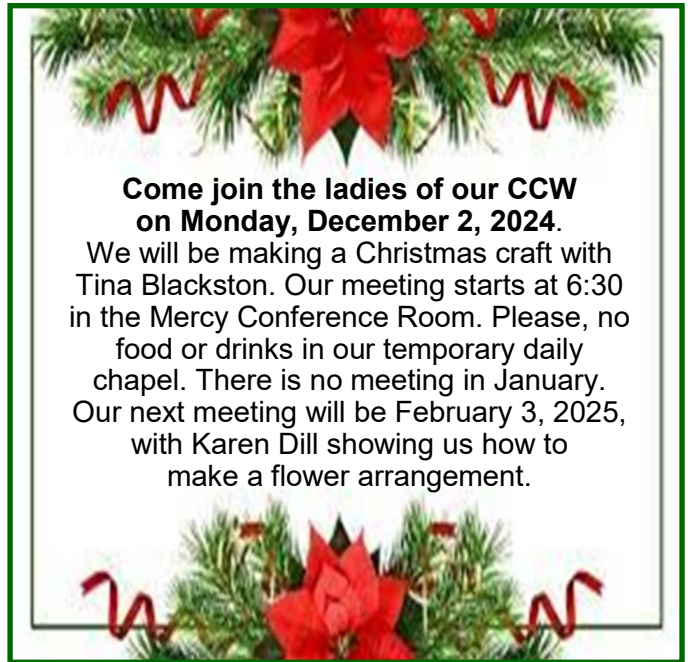 Come join the ladies of our CCW
on Monday, December 2, 2024.
We will be making a Christmas craft with
Tina Blackston. Our meeting starts at 6:30
in the Mercy Conference Room. Please, no
food or drinks in our temporary daily
chapel. There is no meeting in January.
Our next meeting will be February 3, 2025,
with Karen Dill showing us how to
make a flower arrangement.